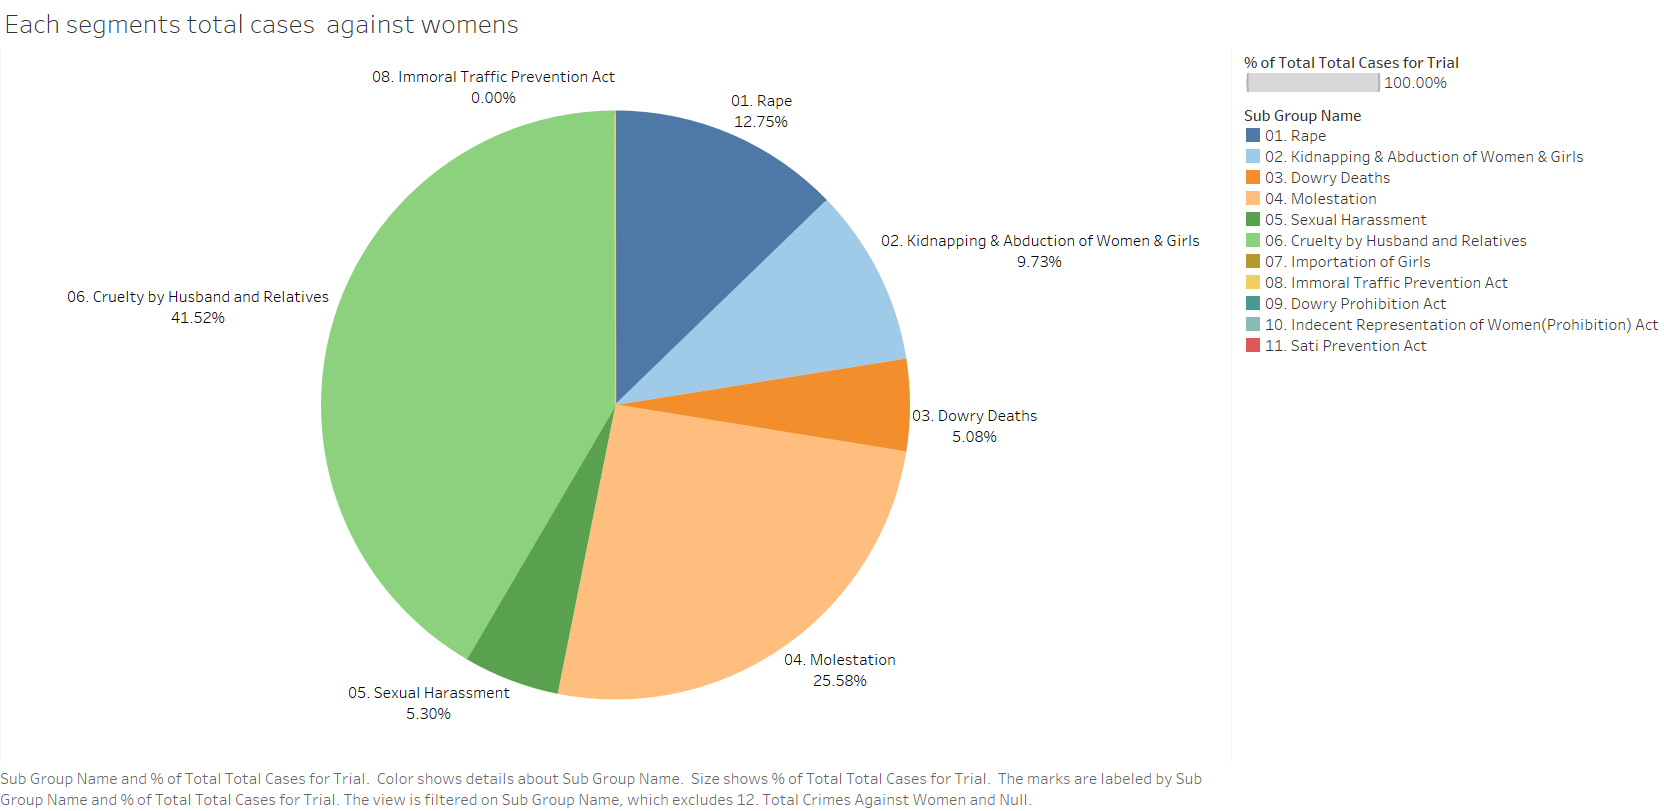 Each segments total cases  against womens
08. Immoral Traffic Prevention Act
0.00%
01. Rape
12.75%
02. Kidnapping & Abduction of Women & Girls
9.73%
06. Cruelty by Husband and Relatives
41.52%
03. Dowry Deaths
5.08%
04. Molestation
25.58%
05. Sexual Harassment
5.30%
% of Total Total Cases for Trial
100.00%
Sub Group Name
01. Rape
02. Kidnapping & Abduction of Women & Girls
03. Dowry Deaths
04. Molestation
05. Sexual Harassment
06. Cruelty by Husband and Relatives
07. Importation of Girls
08. Immoral Traffic Prevention Act
09. Dowry Prohibition Act
10. Indecent Representation of Women(Prohibition) Act
11. Sati Prevention Act
Sub Group Name and % of Total Total Cases for Trial.  Color shows details about Sub Group Name.  Size shows % of Total Total Cases for Trial.  The marks are labeled by Sub
Group Name and % of Total Total Cases for Trial. The view is filtered on Sub Group Name, which excludes 12. Total Crimes Against Women and Null.